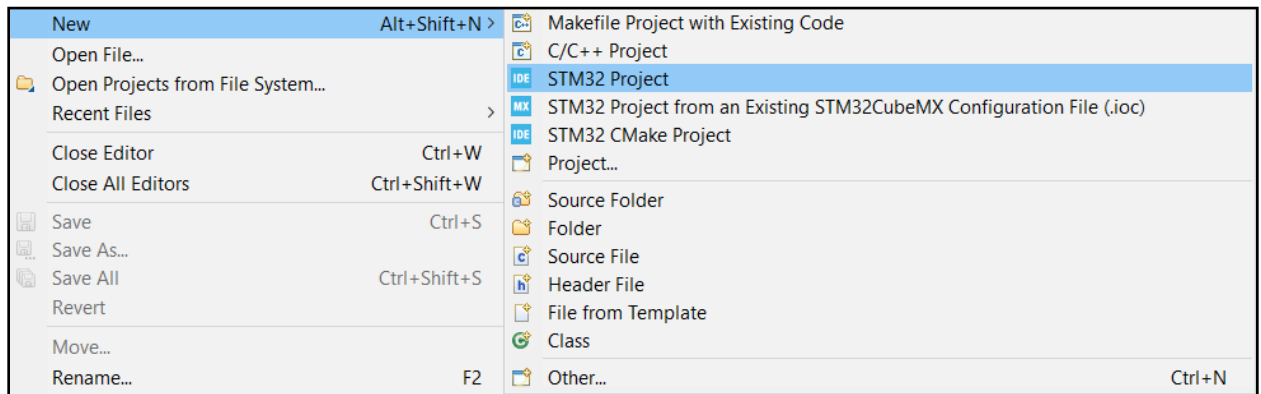 New Alt+Shift+N >
Open File...
Open Projects from File System...
Recent Files >
Close Editor Ctrl+W
Close All Editors Ctrl+Shift+W
Save Ctrl+S
Save As...
Save All Ctrl+Shift+S
Revert
Move...
Rename... F2
Makefile Project with Existing Code
C/C++ Project
IDE STM32 Project
MX STM32 Project from an Existing STM32CubeMX Configuration File (.ioc)
IDE STM32 CMake Project
Project...
Source Folder
Folder
Source File
Header File
File from Template
Class
Other... Ctrl+N